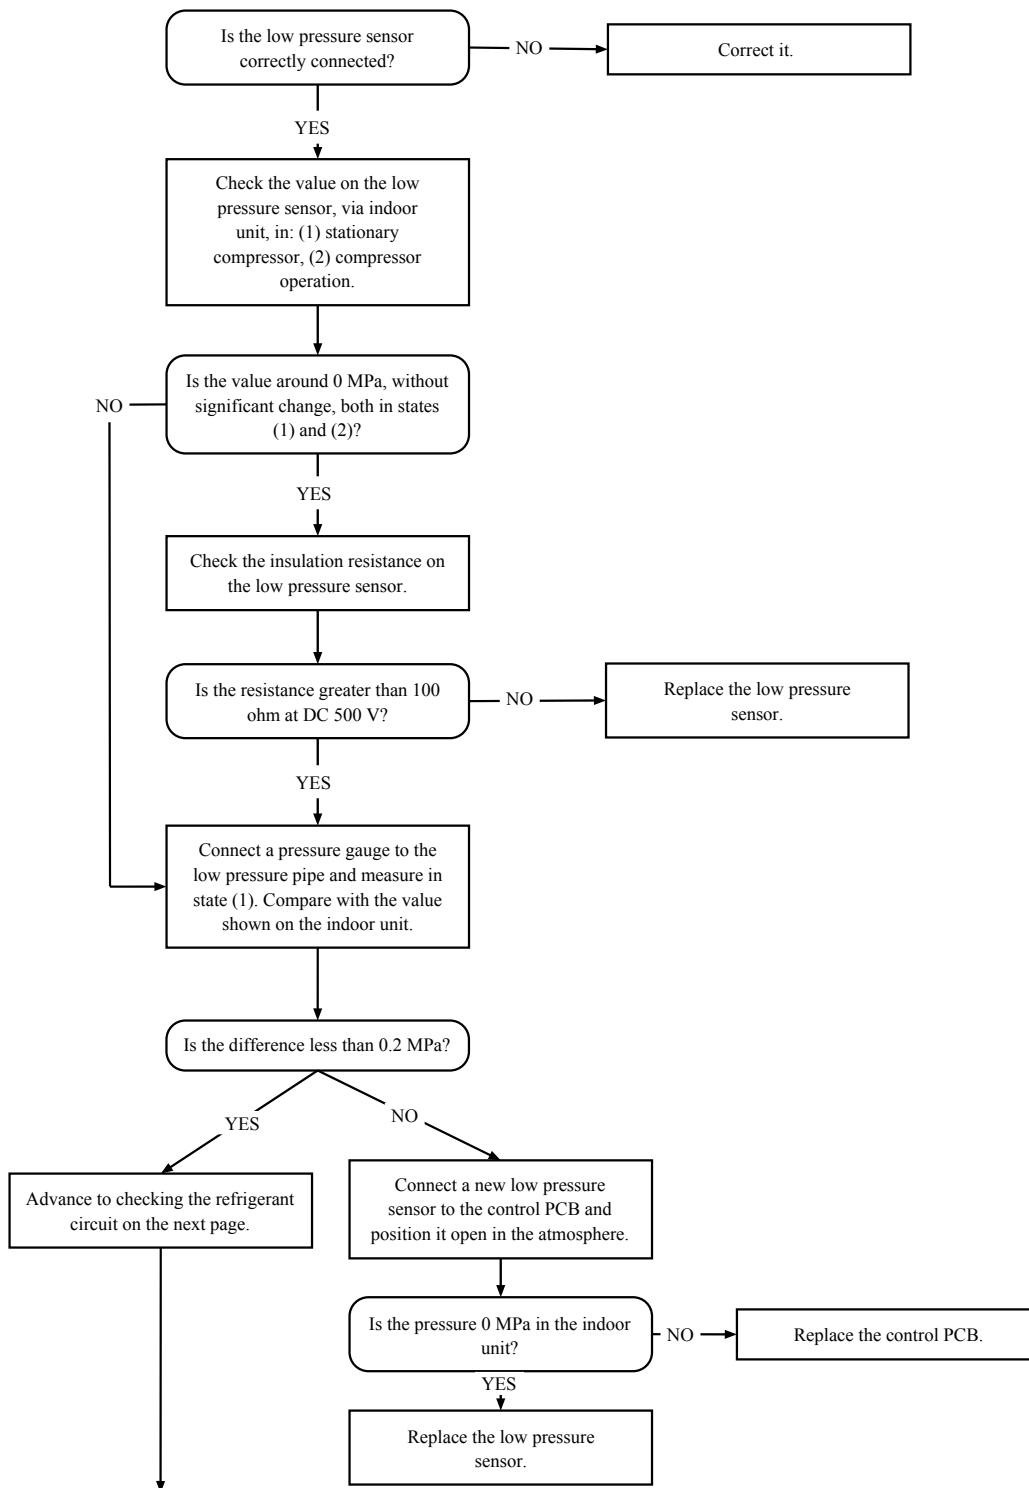 Is the low pressure sensor
correctly connected?
NO
Correct it.
YES
Check the value on the low
pressure sensor, via indoor
unit, in: (1) stationary
compressor, (2) compressor
operation.
Is the value around 0 MPa, without
significant change, both in states
(1) and (2)?
NO
YES
Check the insulation resistance on
the low pressure sensor.
Is the resistance greater than 100
ohm at DC 500 V?
NO
Replace the low pressure
sensor.
YES
Connect a pressure gauge to the
low pressure pipe and measure in
state (1). Compare with the value
shown on the indoor unit.
Is the difference less than 0.2 MPa?
YES
NO
Advance to checking the refrigerant
circuit on the next page.
Connect a new low pressure
sensor to the control PCB and
position it open in the atmosphere.
Is the pressure 0 MPa in the indoor
unit?
NO
Replace the control PCB.
YES
Replace the low pressure
sensor.